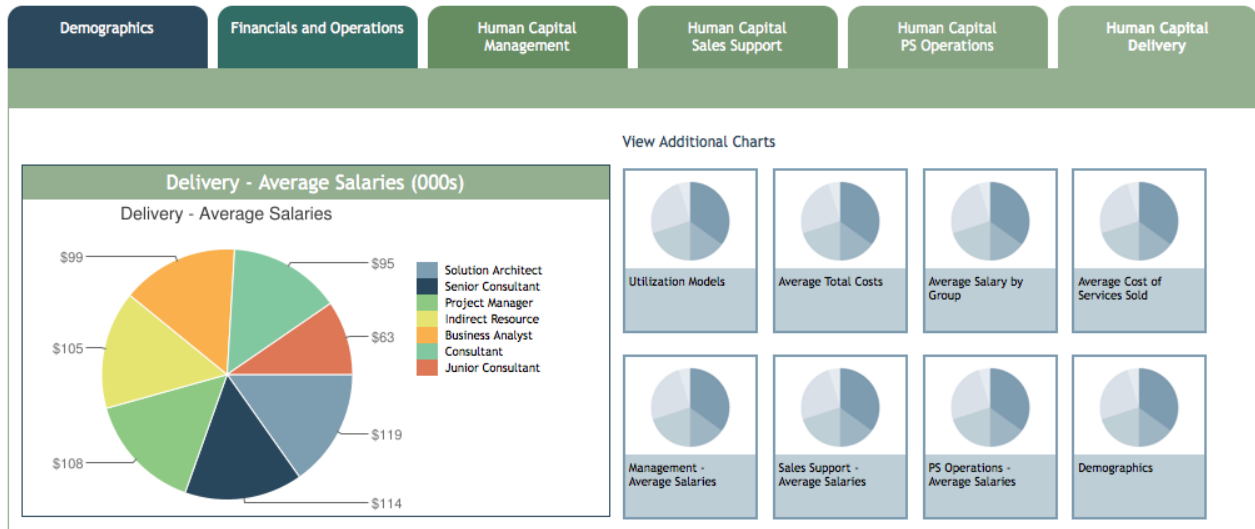 Demographics
Financials and Operations
Human Capital
Management
Human Capital
Sales Support
Human Capital
PS Operations
Human Capital
Delivery
View Additional Charts
Delivery - Average Salaries (000s)
Delivery - Average Salaries
$99
$95
$63
$105
$119
$108
$114
Solution Architect
Senior Consultant
Project Manager
Indirect Resource
Business Analyst
Consultant
Junior Consultant
Utilization Models
Average Total Costs
Average Salary by
Group
Average Cost of
Services Sold
Management -
Average Salaries
Sales Support -
Average Salaries
PS Operations -
Average Salaries
Demographics